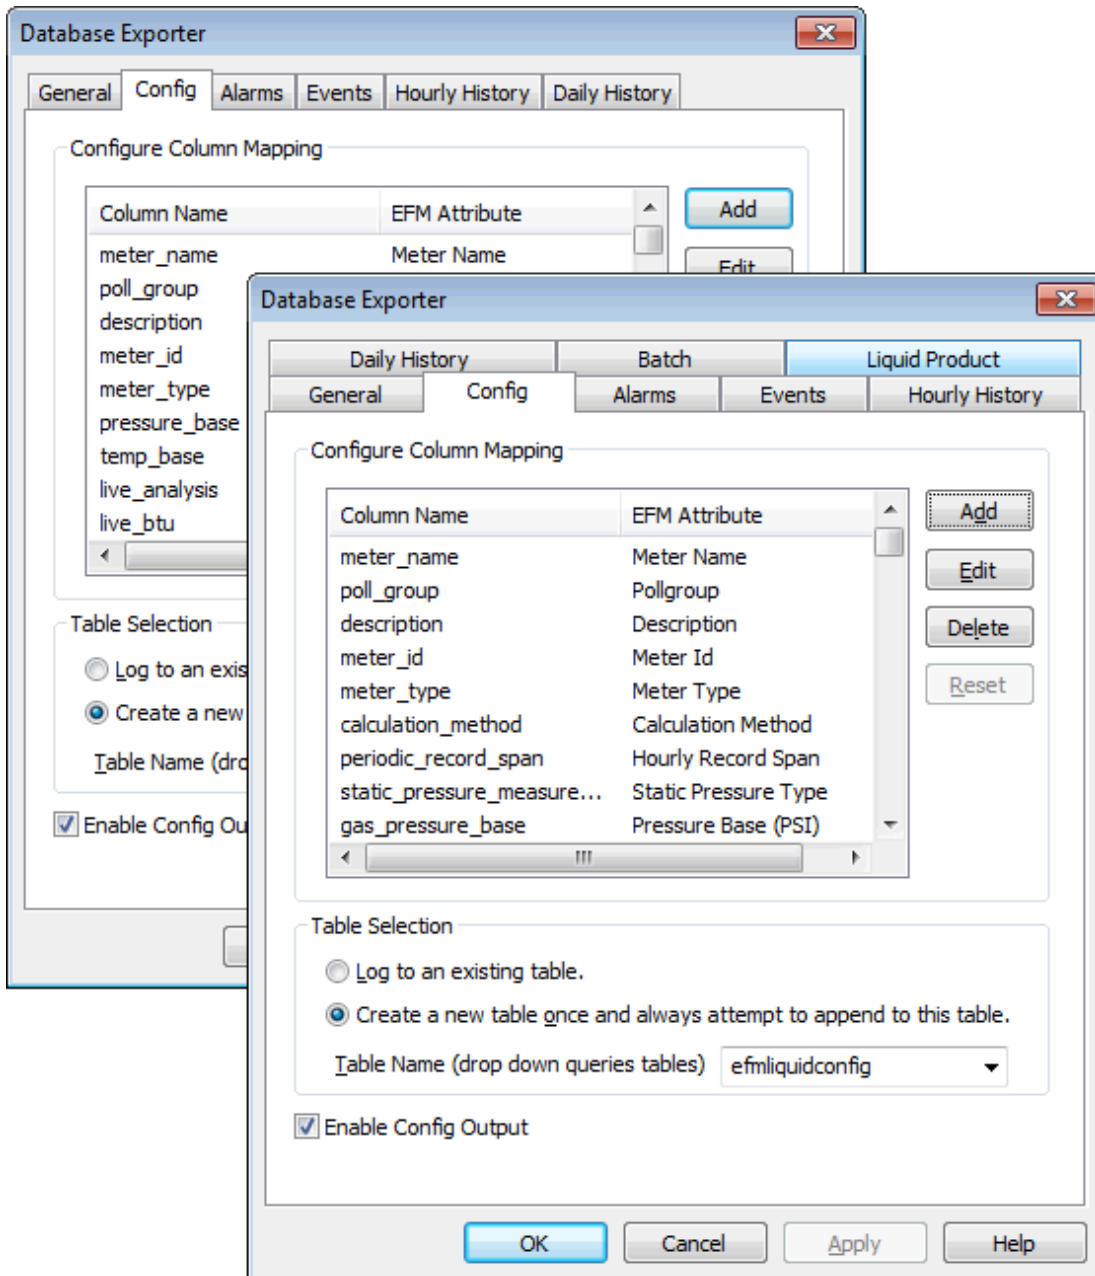 Database Exporter
General Config Alarms Events Hourly History Daily History
Configure Column Mapping
Column Name EFM Attribute Add
meter_name Meter Name Edit
poll_group
description
meter_id
meter_type
pressure_base
temp_base
live_analysis
live_btu
Table Selection
Log to an exis
Create a new
Table Name (dro
Enable Config Ou
Database Exporter
Daily History Batch Liquid Product
General Config Alarms Events Hourly History
Configure Column Mapping
Column Name EFM Attribute Add
meter_name Meter Name
poll_group Pollgroup Edit
description Description Delete
meter_id Meter Id
meter_type Meter Type Reset
calculation_method Calculation Method
periodic_record_span Hourly Record Span
static_pressure_measure... Static Pressure Type
gas_pressure_base Pressure Base (PSI)
Table Selection
Log to an existing table.
Create a new table once and always attempt to append to this table.
Table Name (drop down queries tables) efmliquidconfig
Enable Config Output
OK Cancel Apply Help